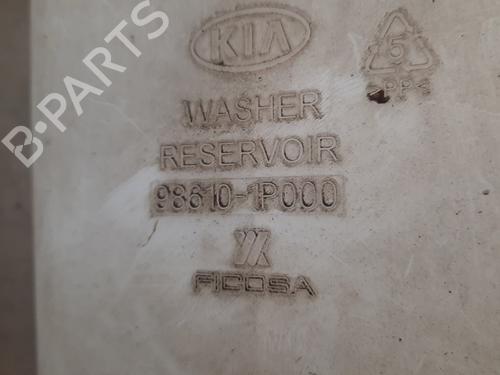 KIA
5
>PP<
WASHER
RESERVOIR
98610-1P000
FICOSA
B-PARTS